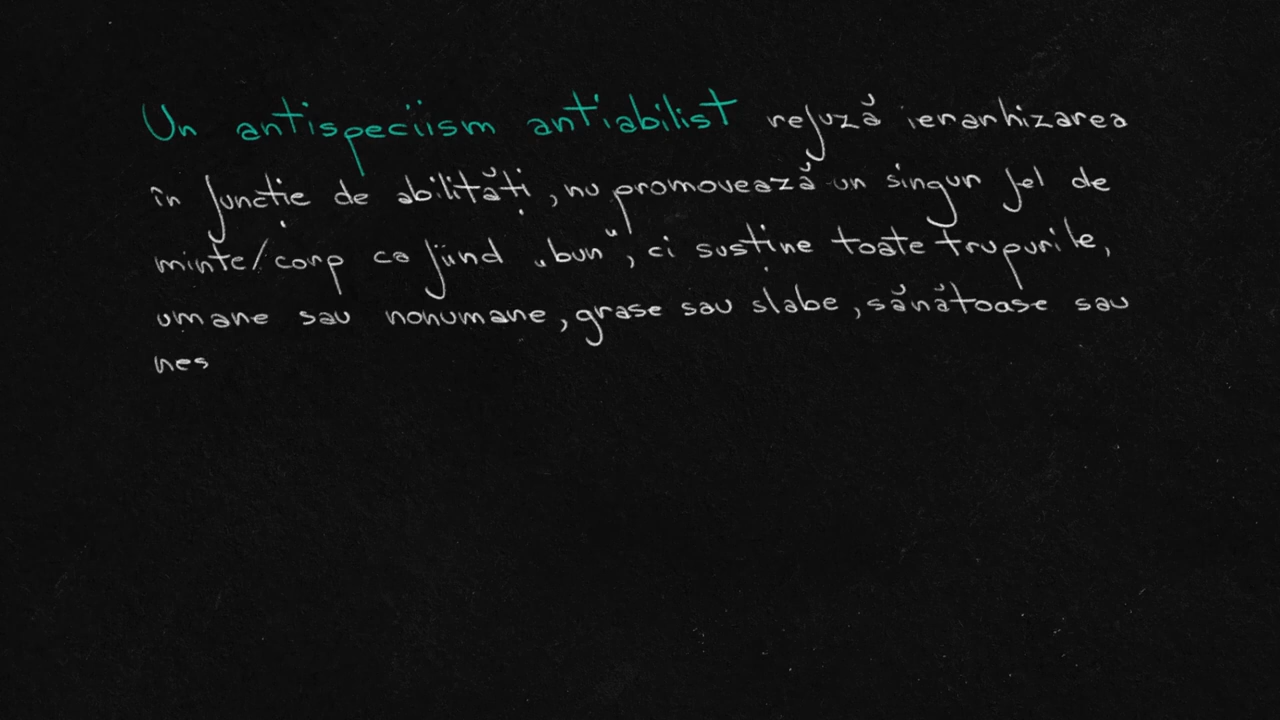 Un antispeciism antiabilist refuză ierarhizarea
în funcție de abilități, nu promovează un singur fel de
minte/corp ca fiind „bun”, ci susține toate trupurile,
umane sau nonumane, grase sau slabe, sănătoase sau
nes